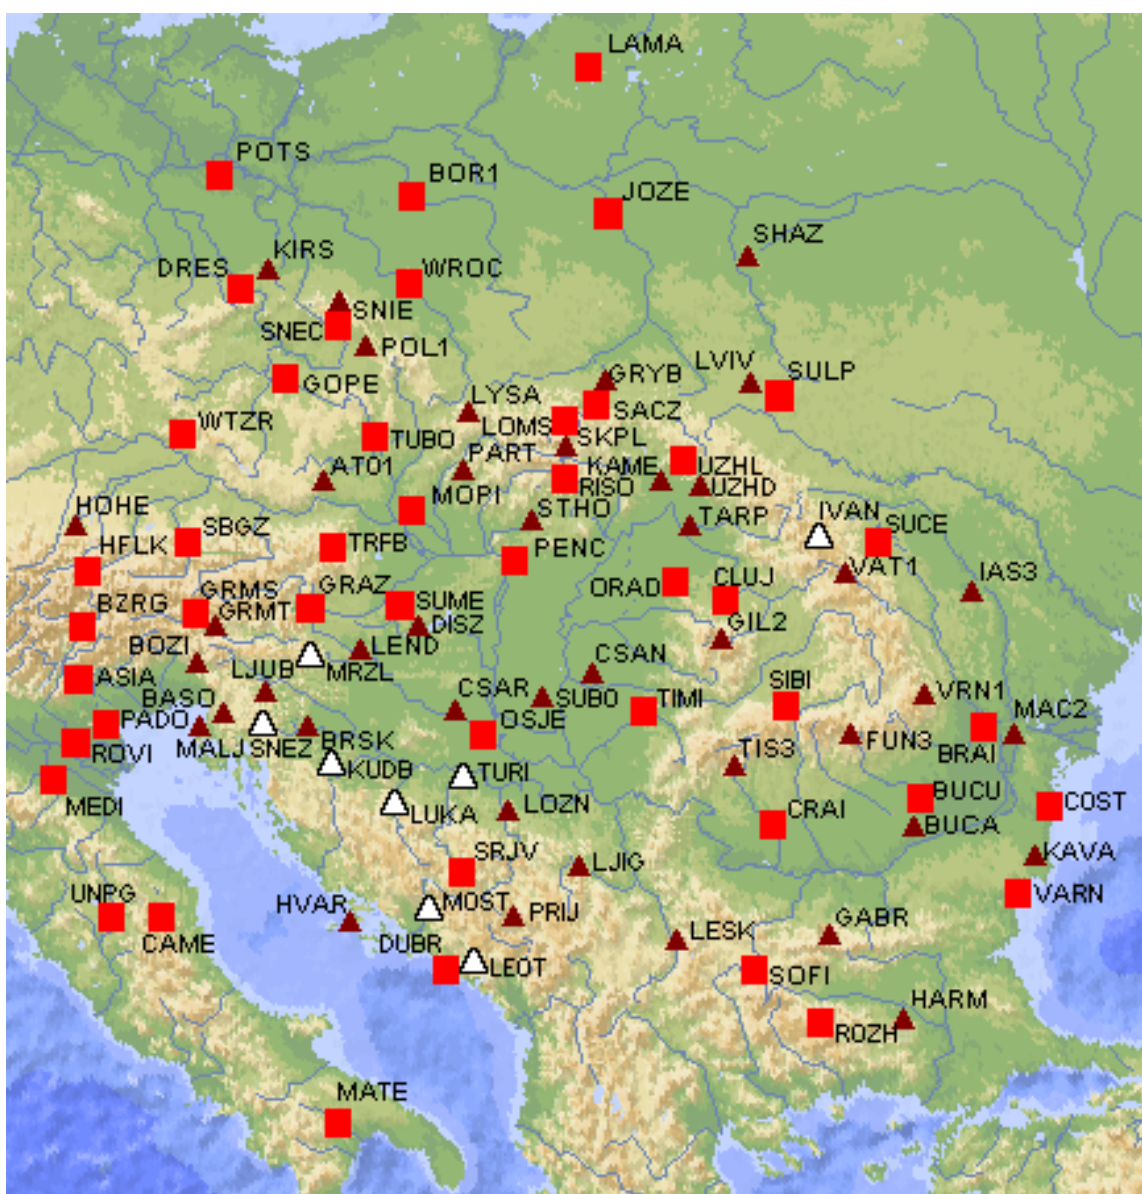 LAMA
POTS
BOR1
JOZE
SHAZ
KIRS
DRES
WROC
SNIE
SNEC
POL1
GOPE
GRYB
LVIV
SULP
LYSA
SACZ
LOMS
WTZR
TUBO
SKPL
PART
KAME
UZHL
AT01
RISO
UZHD
MOPI
HOHE
STHO
TARP
IVAN
SUCE
SBGZ
HFLK
TRFB
PENC
VAT1
IAS3
GRMS
GRAZ
ORAD
CLUJ
BZRG
GRMT
SUME
DISZ
GIL2
BOZI
LJUB
LEND
MRZL
CSAN
ASIA
BASO
CSAR
SUBO
TIMI
SIBI
VRN1
MAC2
PADO
OSJE
ROVI
MALJ
SNEZ
BRSK
TIS3
FUN3
BRAI
KUDB
TURI
MEDI
BUCU
COST
LUKA
LOZN
CRAI
BUCA
SRJV
LJIG
KAVA
UNPG
HVAR
MOST
VARN
CAME
PRIJ
GABR
DUBR
LESK
LEOT
SOFI
HARM
ROZH
MATE